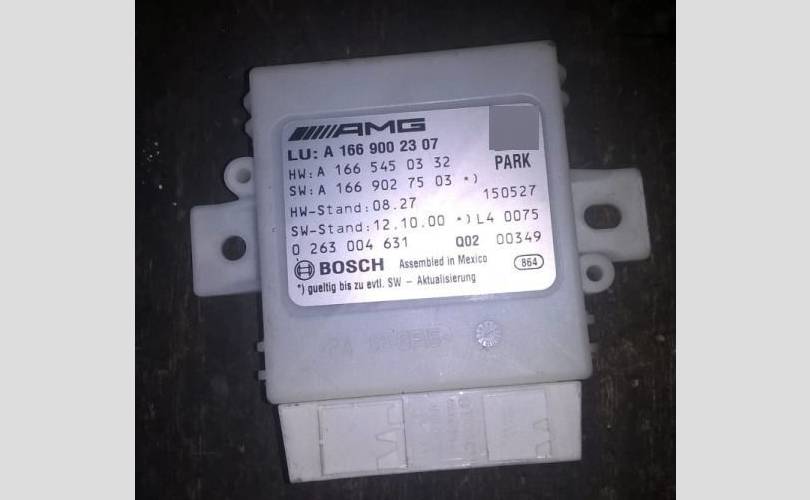 AMG
LU: A 166 900 23 07
HW: A 166 545 03 32 PARK
SW: A 166 902 75 03 *)
HW-Stand: 08.27 150527
SW-Stand: 12.10.00 *) L4 0075
0 263 004 631 Q02 00349
BOSCH Assembled in Mexico 864
*) gueltig bis zu evtl. SW - Aktualisierung